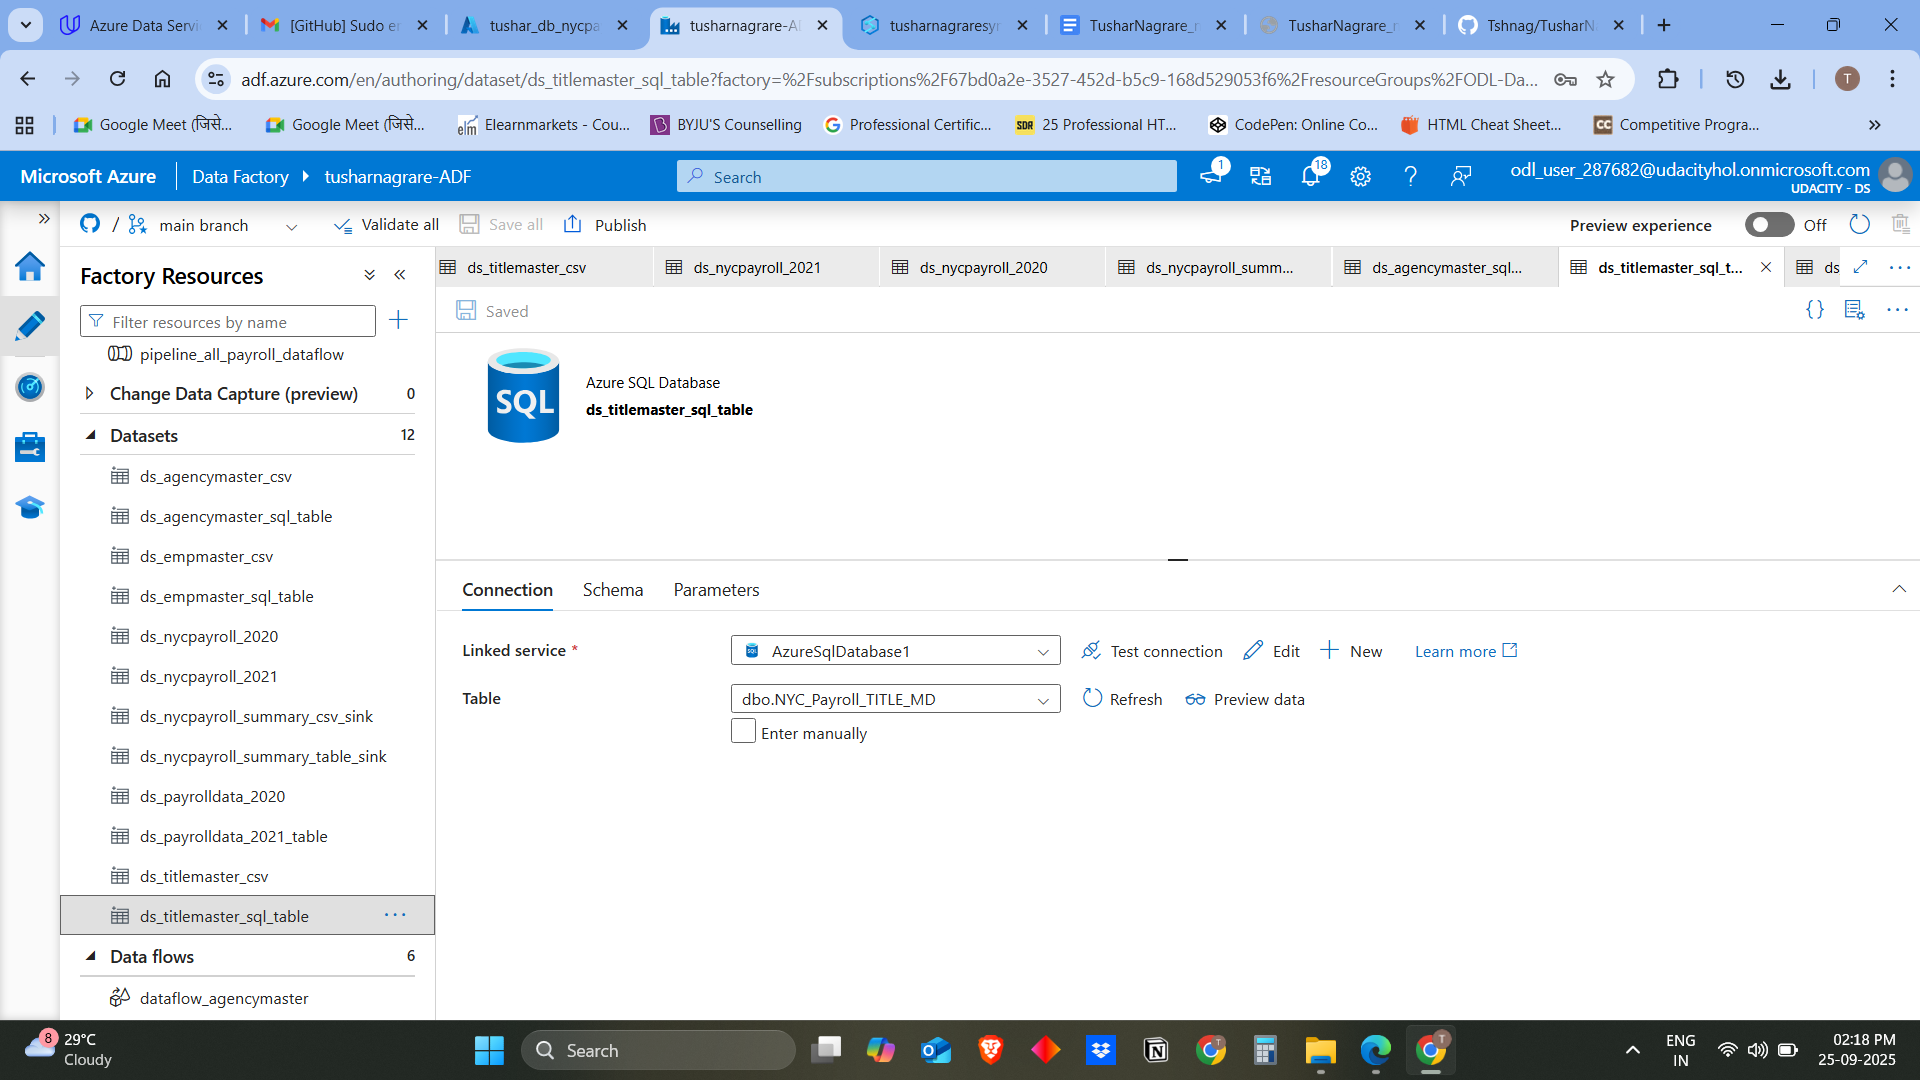 Azure Data Servi
[GitHub] Sudo er
tushar_db_nycpa
tusharnagrare-A
tusharnagraresyr
TusharNagrare_r
TusharNagrare_r
Tshnag/TusharN
adf.azure.com/en/authoring/dataset/ds_titlemaster_sql_table?factory=%2Fsubscriptions%2F67bd0a2e-3527-452d-b5c9-168d529053f6%2FresourceGroups%2FODL-Da...
T
Google Meet (जिसे...
Google Meet (जिसे...
Elearnmarkets - Cou...
BYJU'S Counselling
Professional Certific...
25 Professional HT...
CodePen: Online Co...
HTML Cheat Sheet...
Competitive Progra...
Microsoft Azure
Data Factory
tusharnagrare-ADF
Search
1
18
odl_user_287682@udacityhol.onmicrosoft.com
UDACITY - DS
/ main branch
Validate all
Save all
Publish
Preview experience
Off
Factory Resources
Filter resources by name
pipeline_all_payroll_dataflow
Change Data Capture (preview) 0
Datasets 12
ds_agencymaster_csv
ds_agencymaster_sql_table
ds_empmaster_csv
ds_empmaster_sql_table
ds_nycpayroll_2020
ds_nycpayroll_2021
ds_nycpayroll_summary_csv_sink
ds_nycpayroll_summary_table_sink
ds_payrolldata_2020
ds_payrolldata_2021_table
ds_titlemaster_csv
ds_titlemaster_sql_table
Data flows 6
dataflow_agencymaster
ds_titlemaster_csv
ds_nycpayroll_2021
ds_nycpayroll_2020
ds_nycpayroll_summ...
ds_agencymaster_sql...
ds_titlemaster_sql_t...
ds
Saved
{}
SQL
Azure SQL Database
ds_titlemaster_sql_table
Connection
Schema
Parameters
Linked service *
AzureSqlDatabase1
Test connection
Edit
New
Learn more
Table
dbo.NYC_Payroll_TITLE_MD
Refresh
Preview data
Enter manually
8
29°C
Cloudy
Search
ENG
IN
02:18 PM
25-09-2025